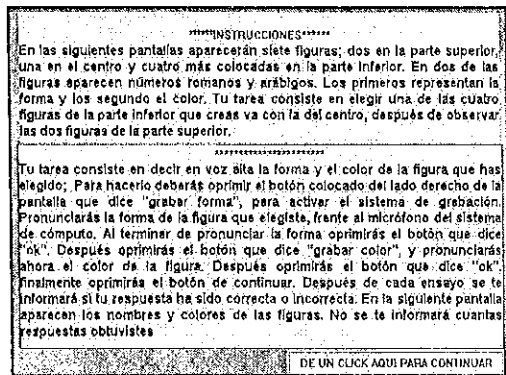 *****INSTRUCCIONES*****
En las siguientes pantallas aparecerán siete figuras; dos en la parte superior,
una en el centro y cuatro más colocadas en la parte inferior. En dos de las
figuras aparecen números romanos y arábigos. Los primeros representan la
forma y los segundo el color. Tu tarea consiste en elegir una de las cuatro
figuras de la parte inferior que creas va con la del centro, después de observar
las dos figuras de la parte superior.
**********************
Tu tarea consiste en decir en voz alta la forma y el color de la figura que has
elegido; Para hacerlo deberás oprimir el botón colocado del lado derecho de la
pantalla que dice "grabar forma", para activar el sistema de grabación.
Pronunciarás la forma de la figura que elegiste, frente al micrófono del sistema
de cómputo. Al terminar de pronunciar la forma oprimirás el botón que dice
"ok". Después oprimirás el botón que dice "grabar color", y pronunciarás
ahora el color de la figura. Después oprimirás el botón que dice "ok",
finalmente oprimirás el botón de continuar. Después de cada ensayo se te
informará si tu respuesta ha sido correcta o incorrecta. En la siguiente pantalla
aparecen los nombres y colores de las figuras. No se te informará cuantas
respuestas obtuvistes
DE UN CLICK AQUI PARA CONTINUAR